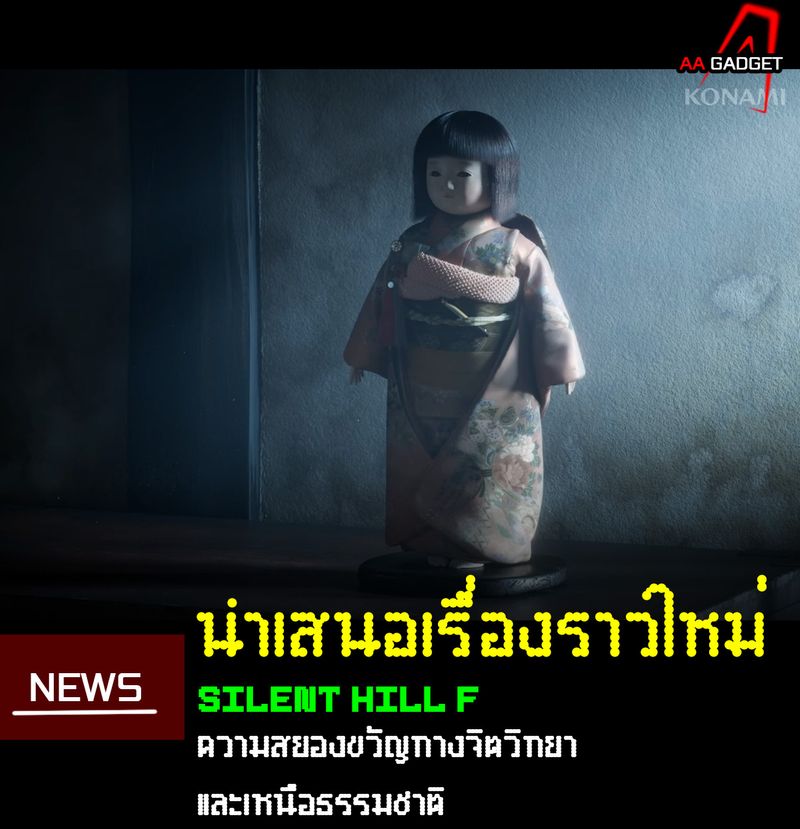 AA GADGET
KONAMI
นำเสนอเรื่องราวใหม่
NEWS
SILENT HILL F
ความสยองขวัญทางจิตวิทยา
และเหนือธรรมชาติ